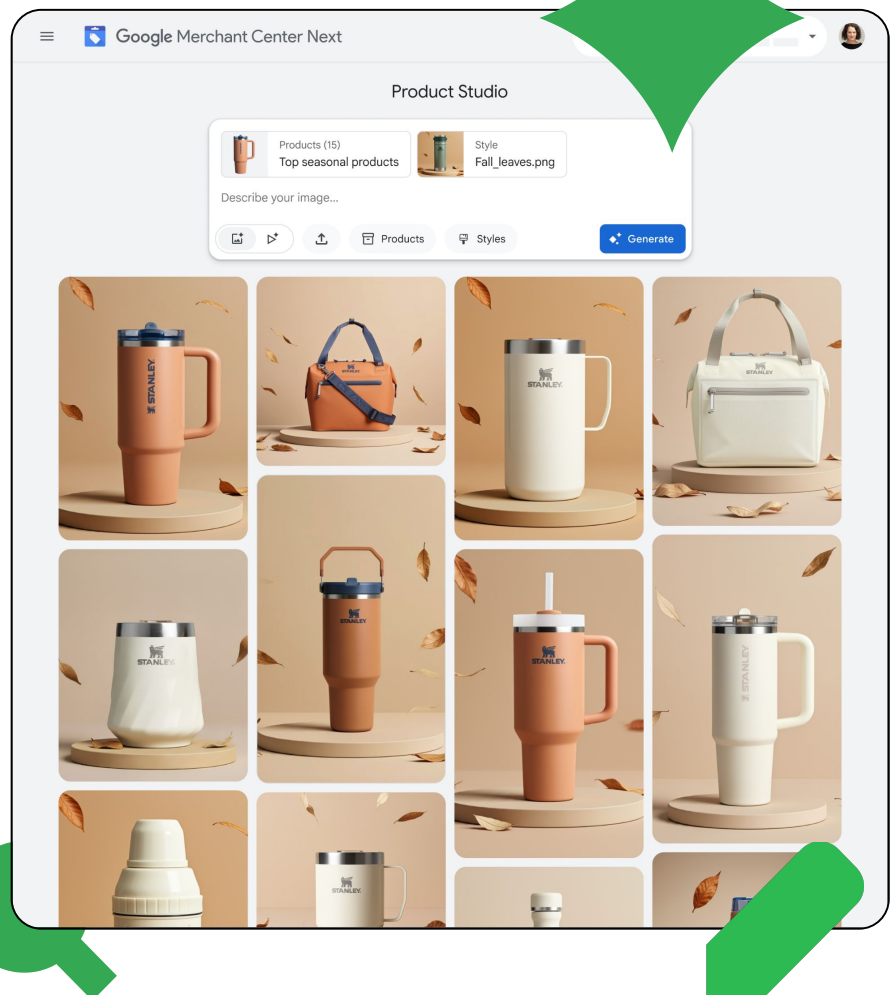 Google Merchant Center Next
Product Studio
Products (15)
Top seasonal products
Style
Fall_leaves.png
Describe your image...
Products
Styles
Generate
STANLEY
STANLEY
STANLEY.
STANLEY
STANLEY.
STANLEY
STANLEY.
STANLEY
STANLEY.